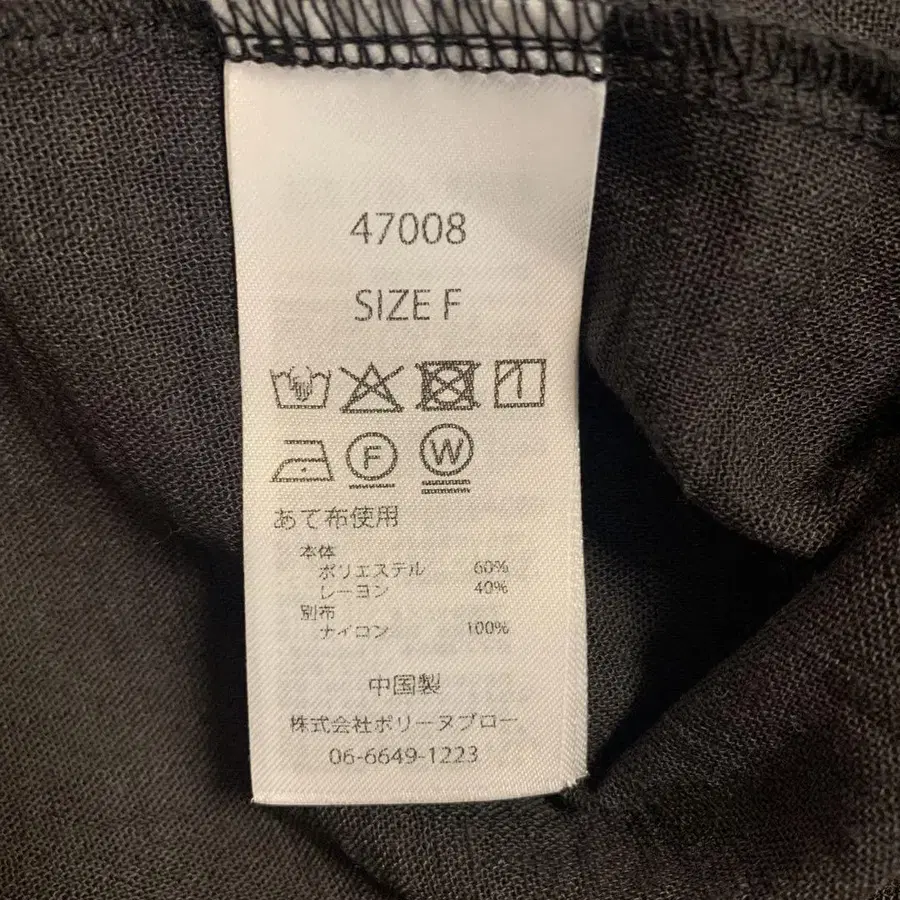 47008
SIZE F
F W
あて布使用
本体
ポリエステル 60%
レーヨン 40%
別布
ナイロン 100%
中国製
株式会社ポリーヌブロー
06-6649-1223